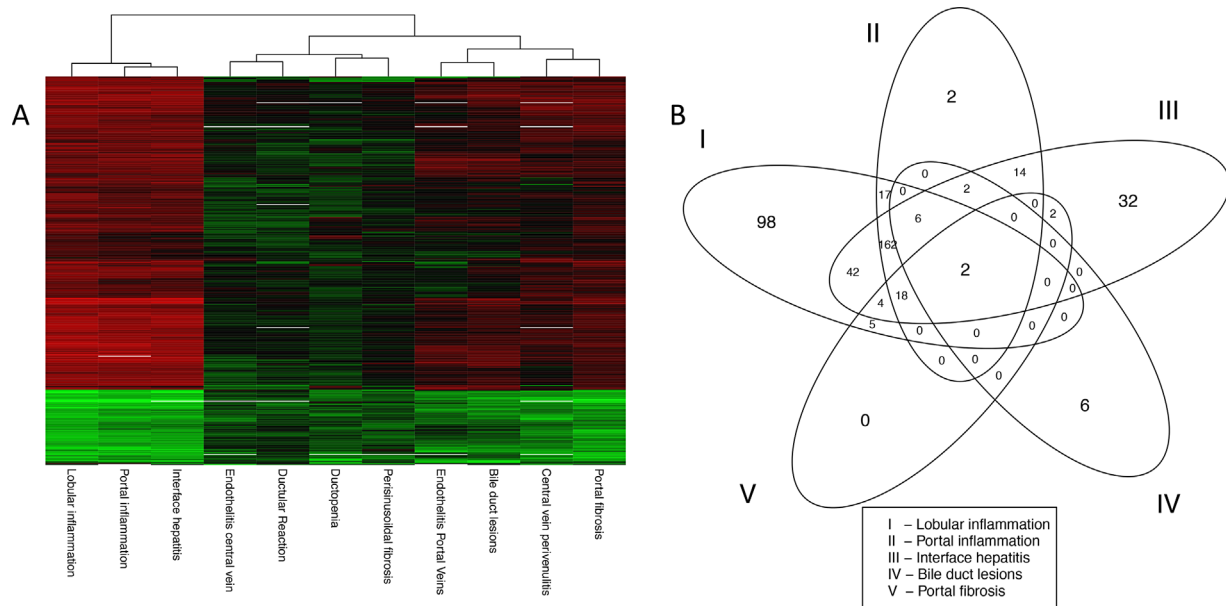 A
Lobular inflammation
Portal inflammation
Interface hepatitis
Endothelitis central vein
Ductular Reaction
Ductopenia
Perisinusoildal fibrosis
Endothelitis Portal Veins
Bile duct lesions
Central vein perivenulitis
Portal fibrosis
B
II
III
I
2
14
32
98
0
2
17
0
0
2
6
0
162
0
42
2
0
0
0
18
4
5
0
0
0
0
0
0
0
0
6
V
IV
I – Lobular inflammation
II – Portal inflammation
III – Interface hepatitis
IV – Bile duct lesions
V – Portal fibrosis